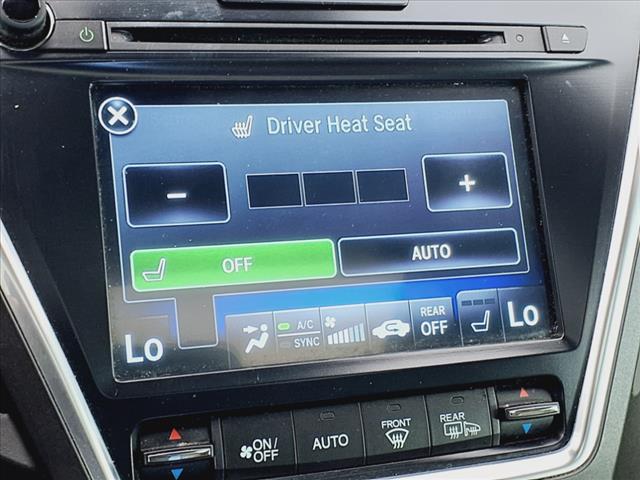 Driver Heat Seat
- +
OFF AUTO
Lo A/C SYNC REAR OFF Lo
ON/OFF AUTO FRONT REAR